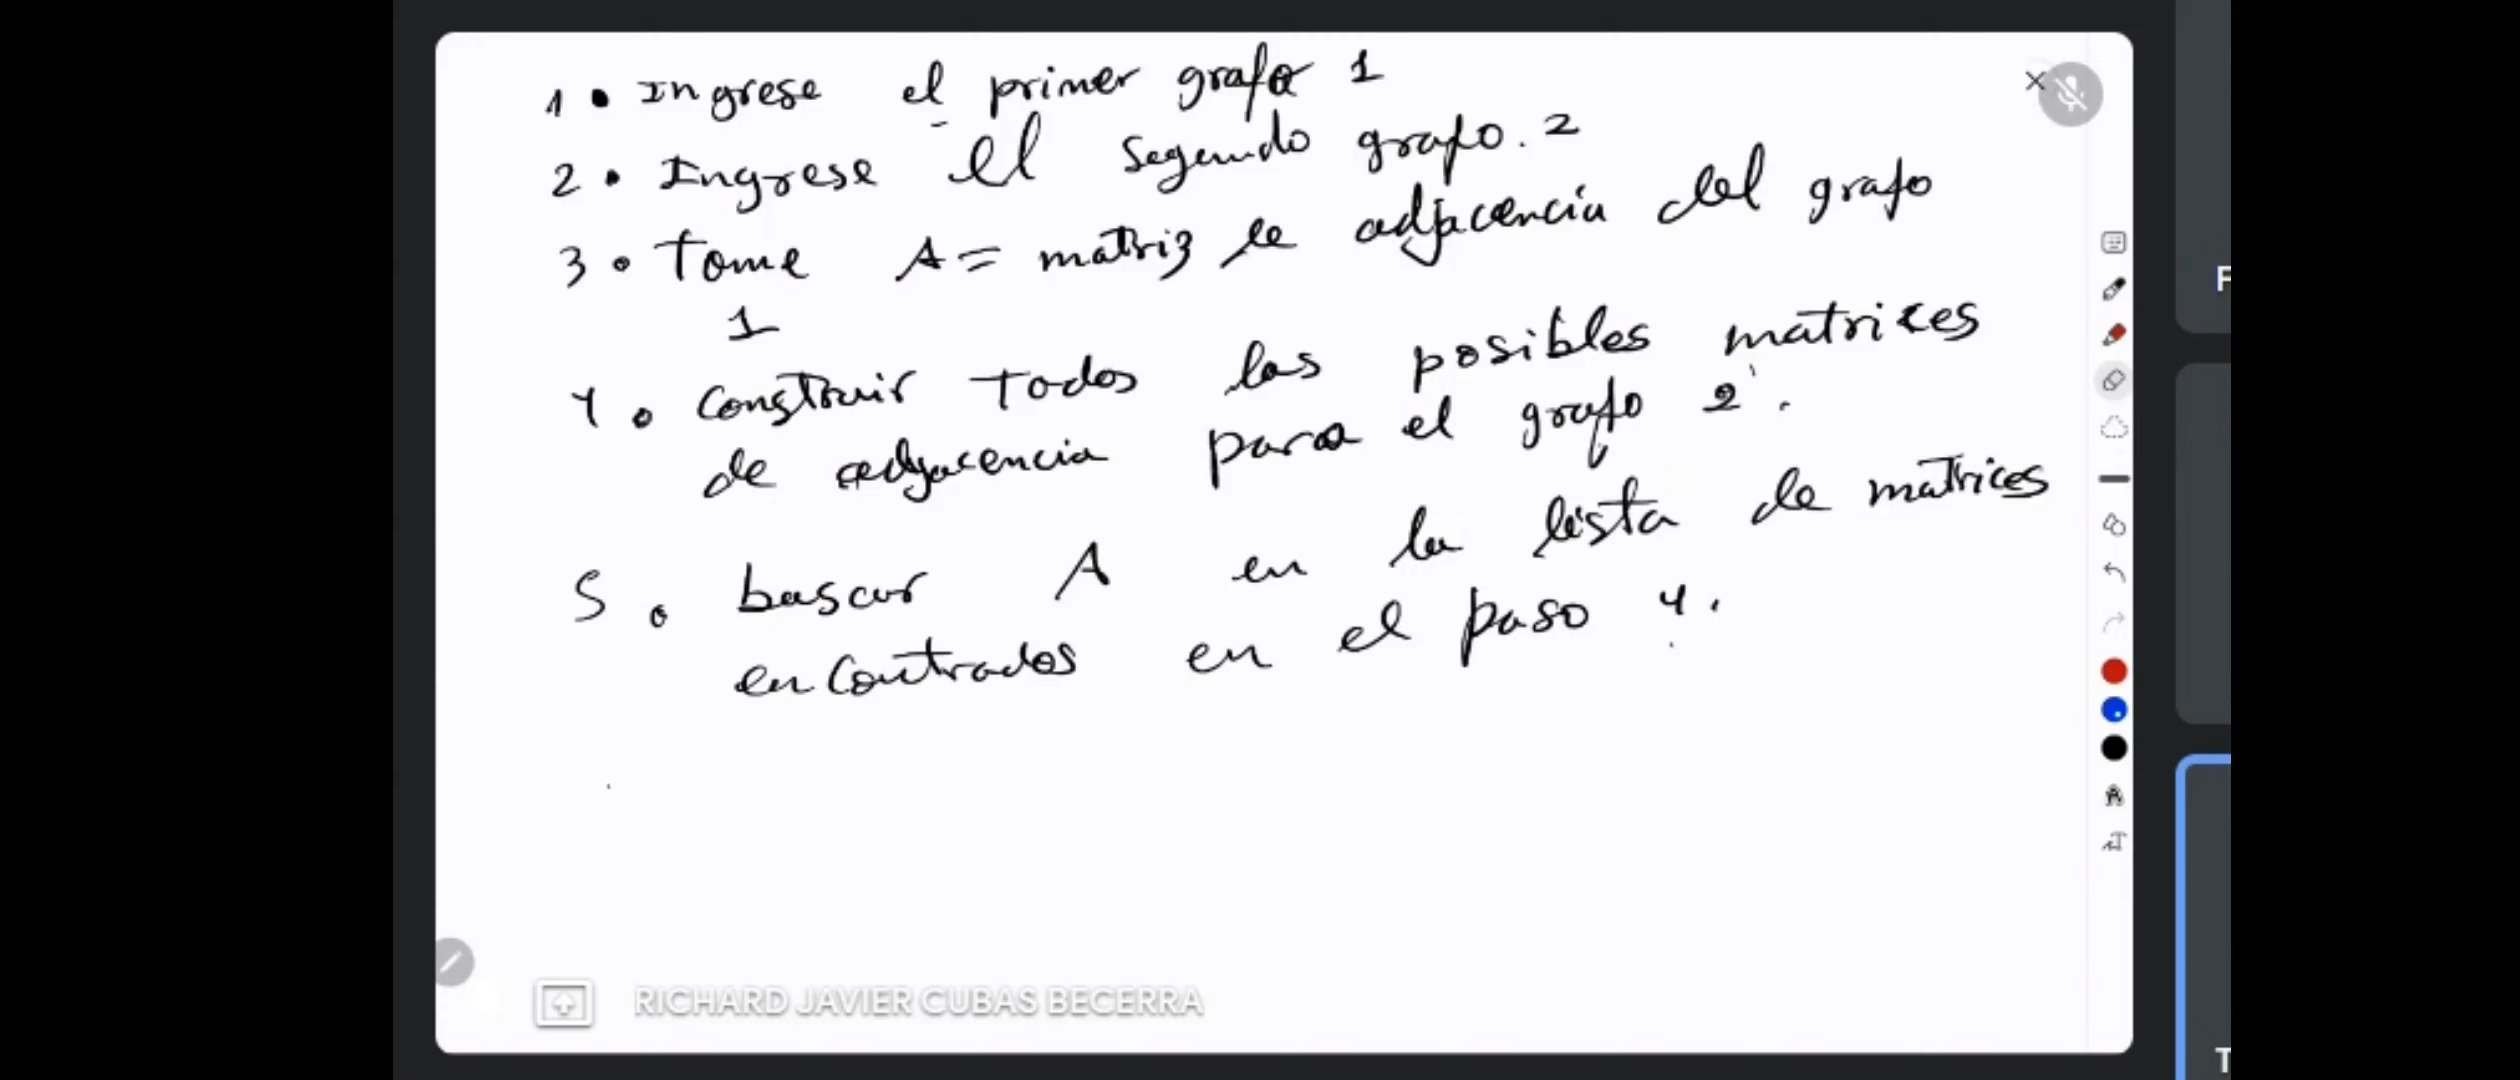 1 • Ingrese el primer grafo 1
2 • Ingrese el segundo grafo. 2
3 • Tome A = matriz de adjacencia del grafo
1
4 • Construir todos las posibles matrices
de adyacencia para el grafo 2.
5 • buscar A en la lista de matrices
encontrados en el paso 4.
RICHARD JAVIER CUBAS BECERRA
F
T